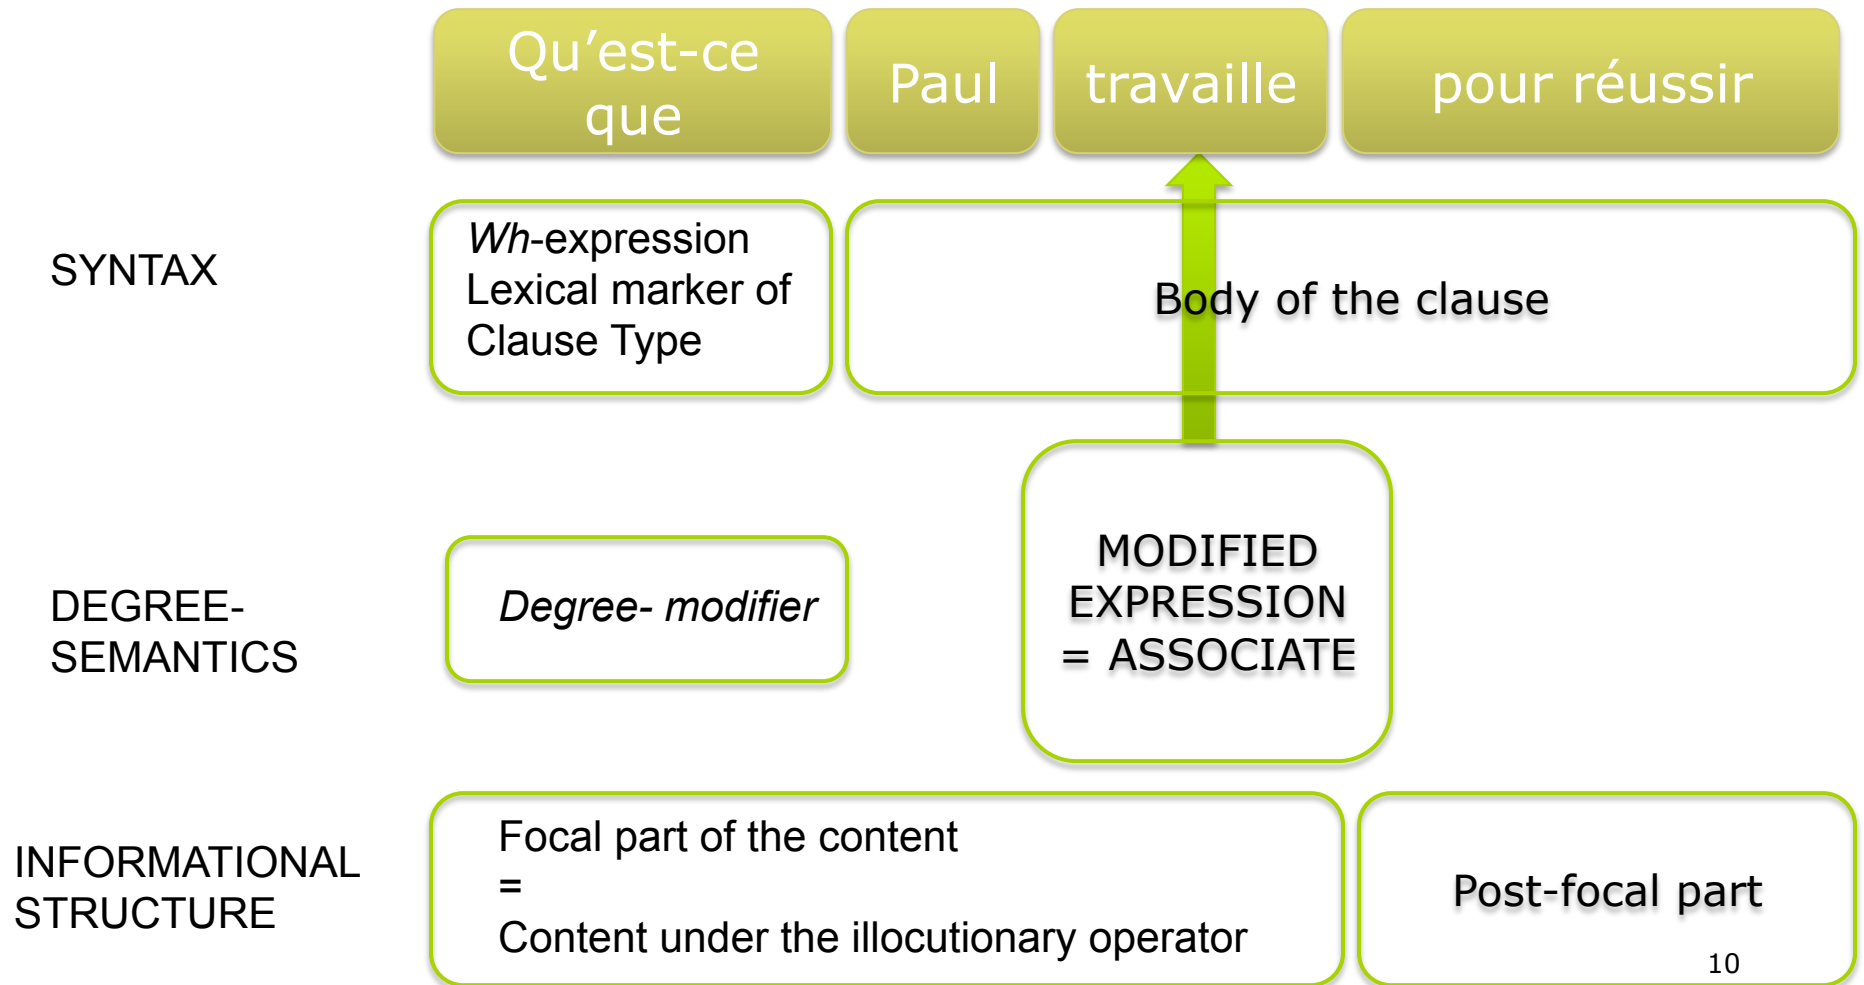 Qu’est-ce
que
Paul
travaille
pour réussir
SYNTAX
Wh-expression
Lexical marker of
Clause Type
Body of the clause
DEGREE-
SEMANTICS
Degree- modifier
MODIFIED
EXPRESSION
= ASSOCIATE
INFORMATIONAL
STRUCTURE
Focal part of the content
=
Content under the illocutionary operator
Post-focal part
10